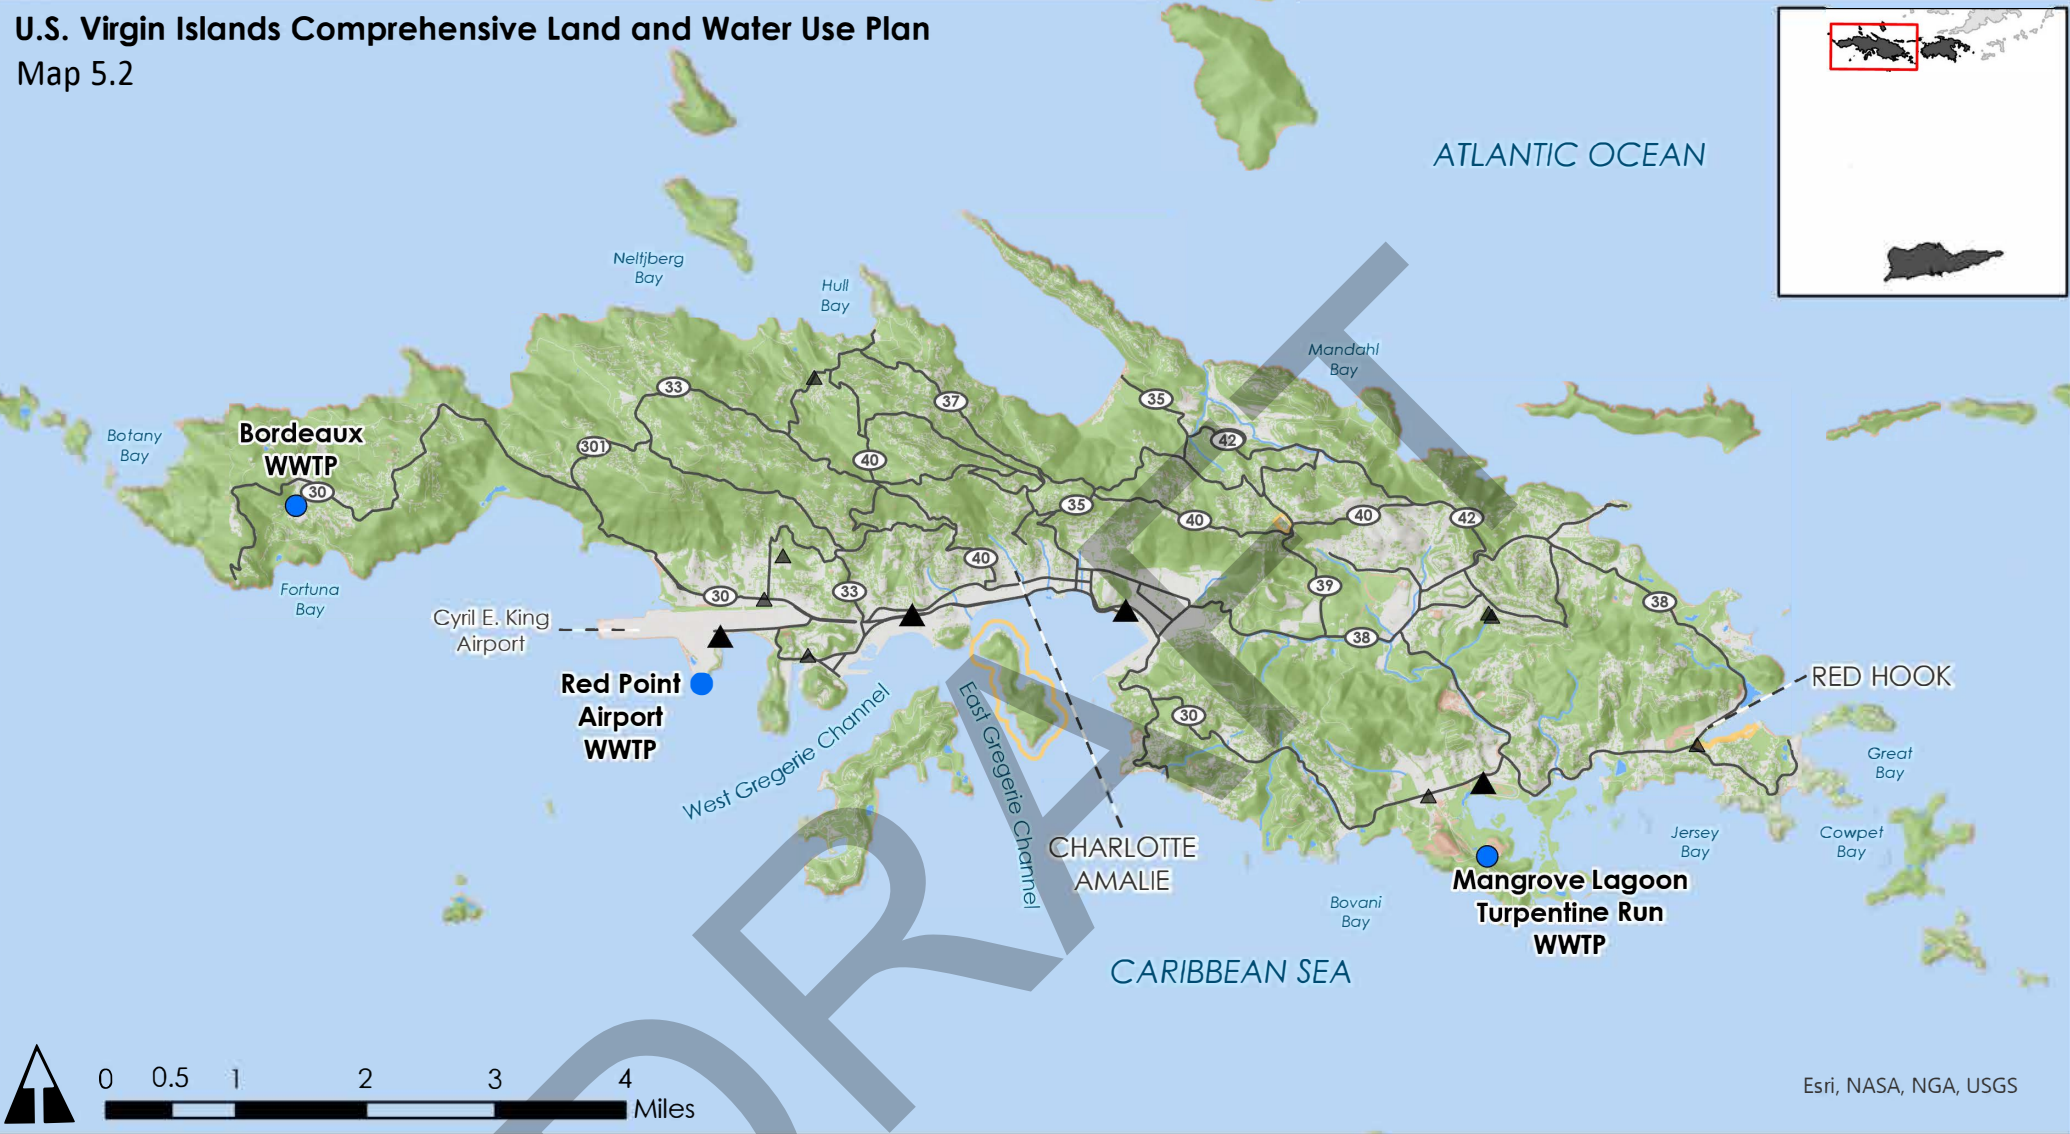 U.S. Virgin Islands Comprehensive Land and Water Use Plan
Map 5.2
ATLANTIC OCEAN
Neltjberg
Bay
Hull
Bay
Mandahl
Bay
33
37
35
42
301
40
Botany
Bay
Bordeaux
WWTP
30
35
40
40
42
40
39
38
Fortuna
Bay
30
33
38
Cyril E. King
Airport
Red Point
Airport
WWTP
West Gregerie Channel
East Gregerie Channel
30
RED HOOK
Great
Bay
CHARLOTTE
AMALIE
Jersey
Bay
Cowpet
Bay
Mangrove Lagoon
Turpentine Run
WWTP
Bovani
Bay
CARIBBEAN SEA
DRAFT
0 0.5 1 2 3 4
Miles
Esri, NASA, NGA, USGS